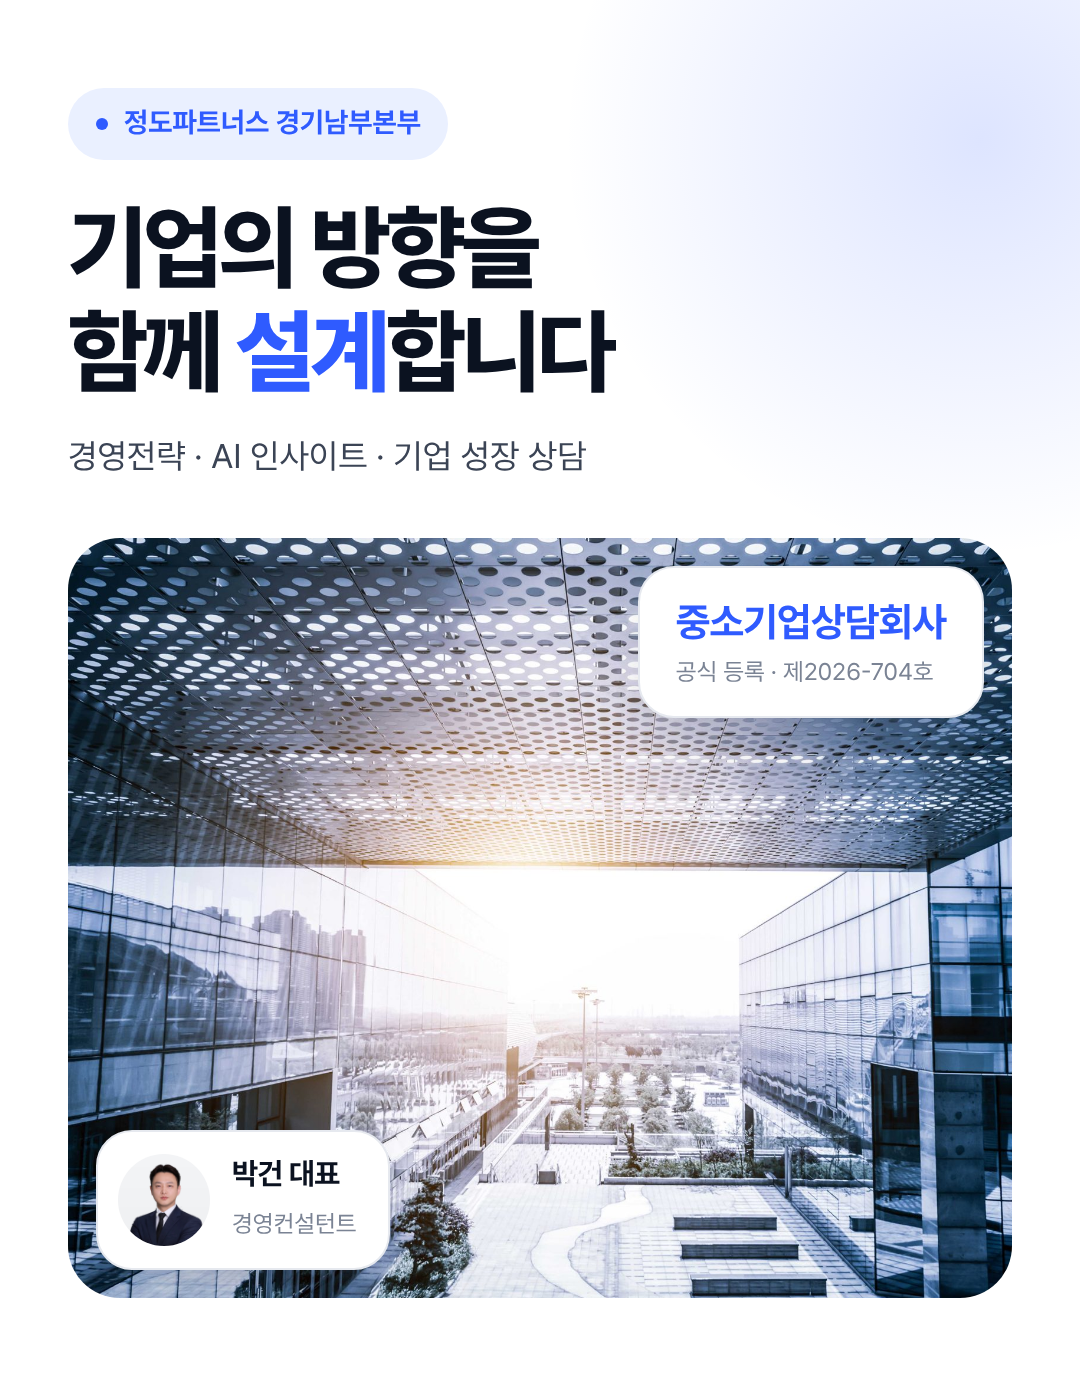 정도파트너스 경기남부본부
기업의 방향을
함께 설계합니다
경영전략 · AI 인사이트 · 기업 성장 상담
중소기업상담회사
공식 등록 · 제2026-704호
박건 대표
경영컨설턴트